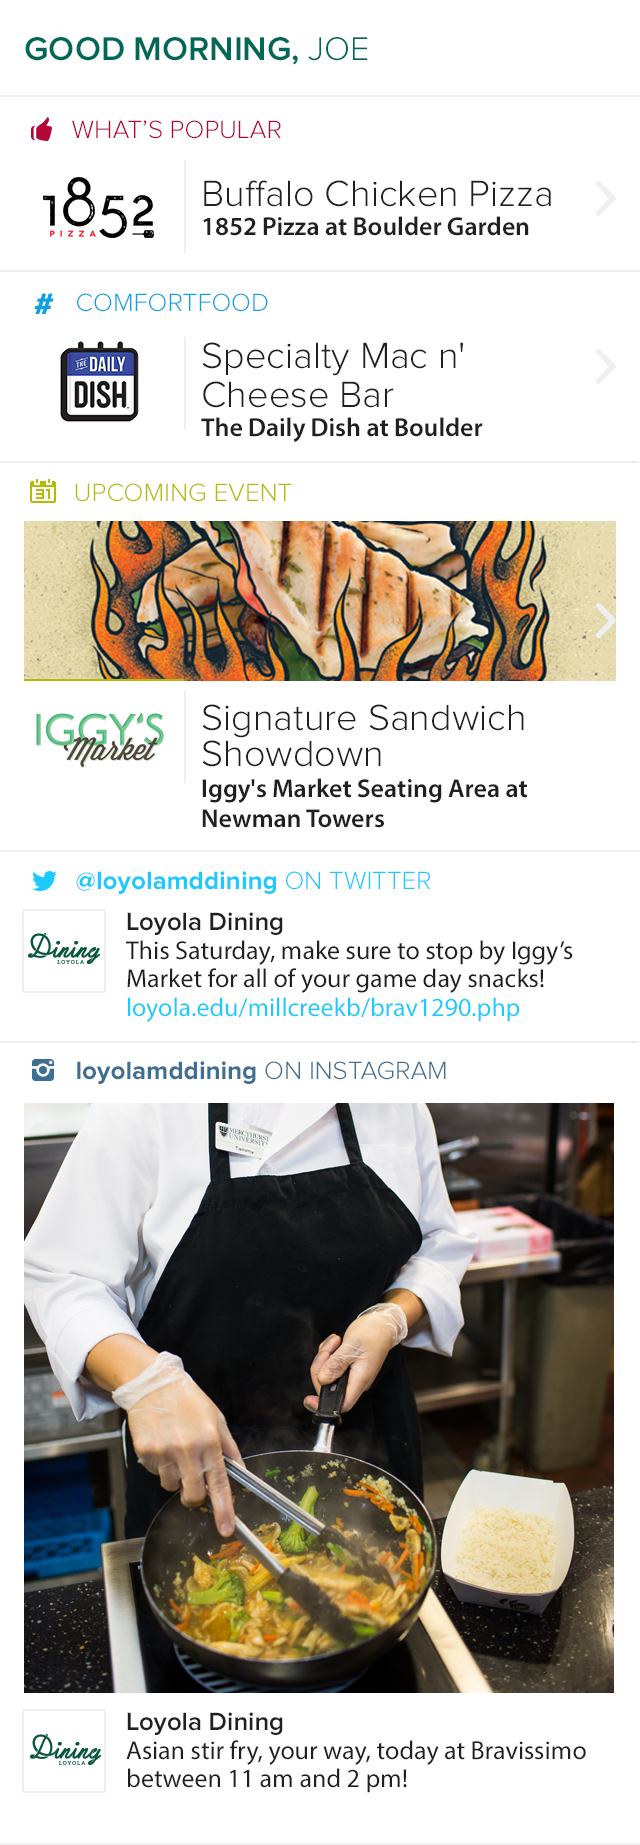 GOOD MORNING, JOE
WHAT'S POPULAR
1852
PIZZA
Buffalo Chicken Pizza
1852 Pizza at Boulder Garden
# COMFORTFOOD
THE DAILY
DISH
Specialty Mac n'
Cheese Bar
The Daily Dish at Boulder
31 UPCOMING EVENT
IGGY'S
Market
Signature Sandwich
Showdown
Iggy's Market Seating Area at
Newman Towers
@loyolamddining ON TWITTER
Dining
LOYOLA
Loyola Dining
This Saturday, make sure to stop by Iggy’s
Market for all of your game day snacks!
loyola.edu/millcreekb/brav1290.php
loyolamddining ON INSTAGRAM
MERCYHURST
UNIVERSITY
Tammy
Dining
LOYOLA
Loyola Dining
Asian stir fry, your way, today at Bravissimo
between 11 am and 2 pm!